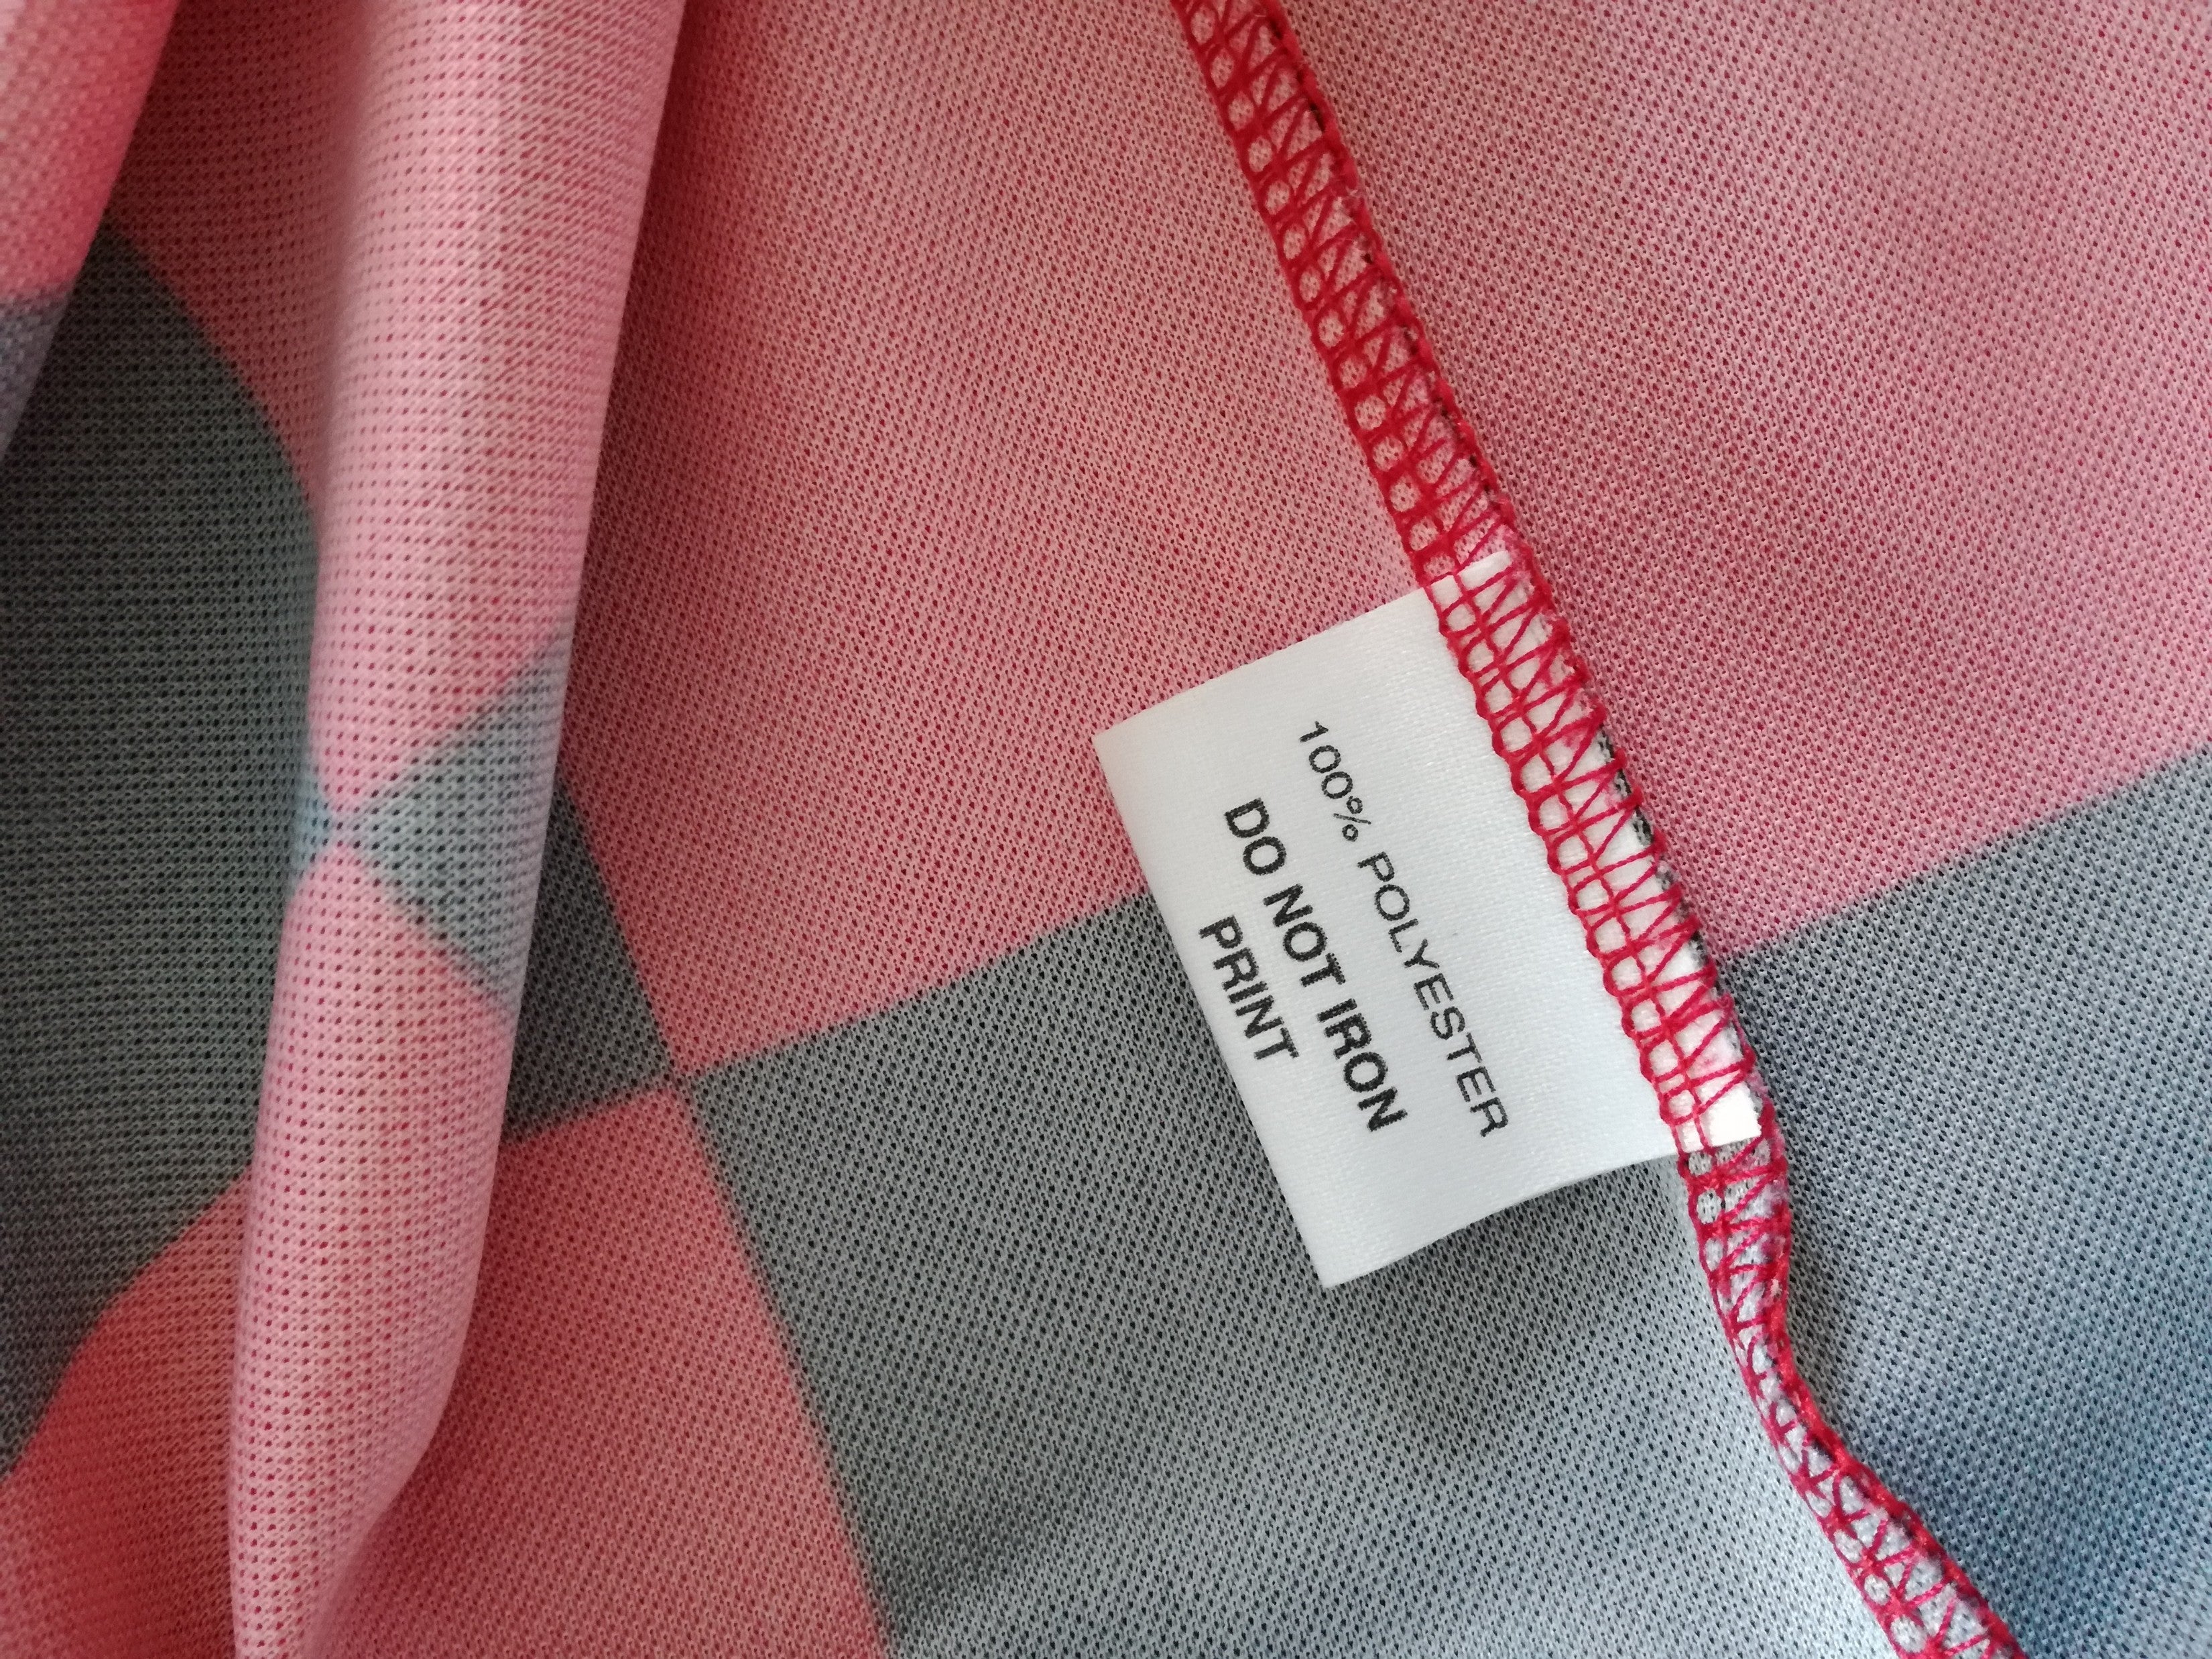 100% POLYESTER
DO NOT IRON
PRINT